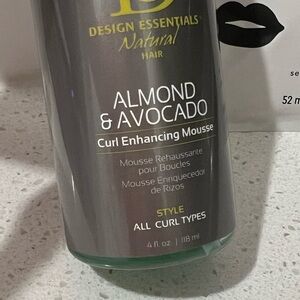 DESIGN ESSENTIALS
Natural
HAIR
ALMOND
& AVOCADO
Curl Enhancing Mousse
Mousse Rehaussante
pour Boucles
Mousse Enriquecedor
de Rizos
STYLE
ALL CURL TYPES
4 fl. oz | 118 ml
se
52 m